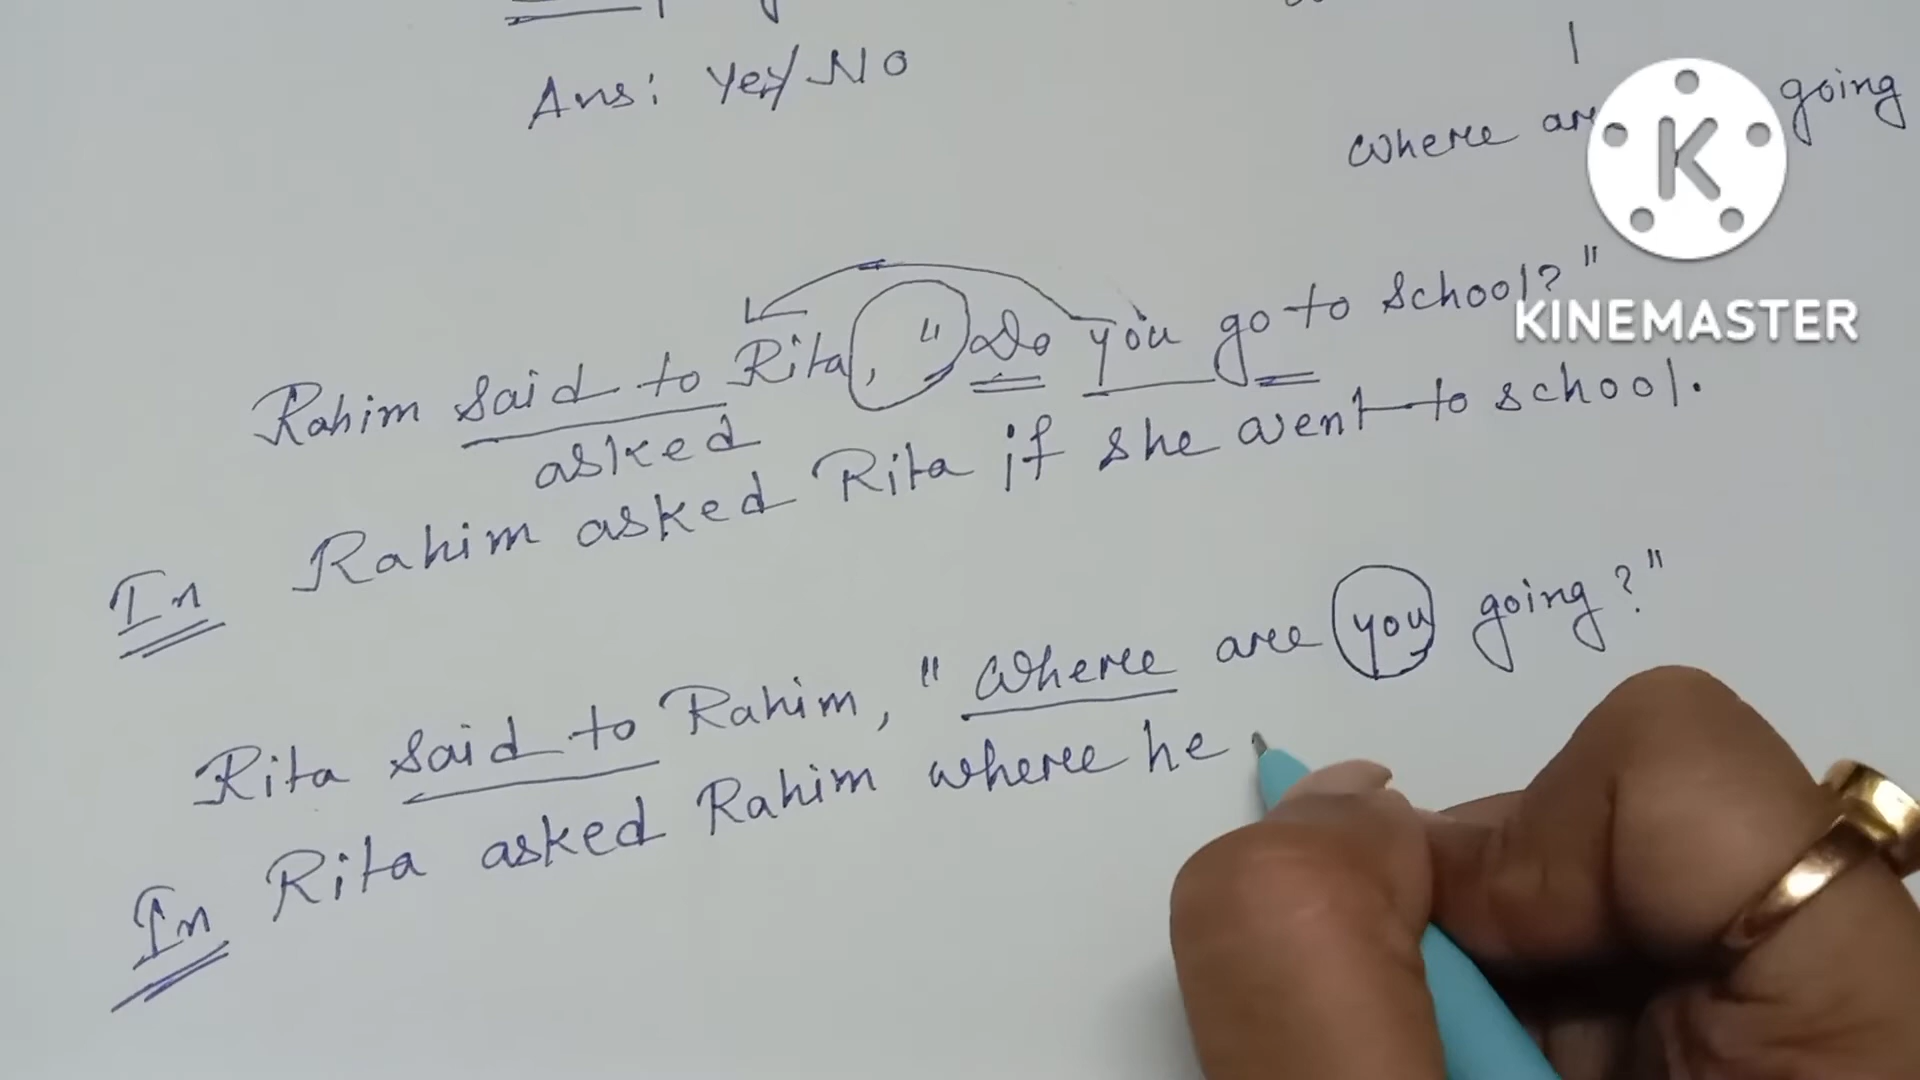 Ans: Yes/No
where are going
Rahim said to Rita, "Do you go to school?"
asked
In Rahim asked Rita if she went to school.
Rita said to Rahim, "Where are you going?"
In Rita asked Rahim where he
KINEMASTER